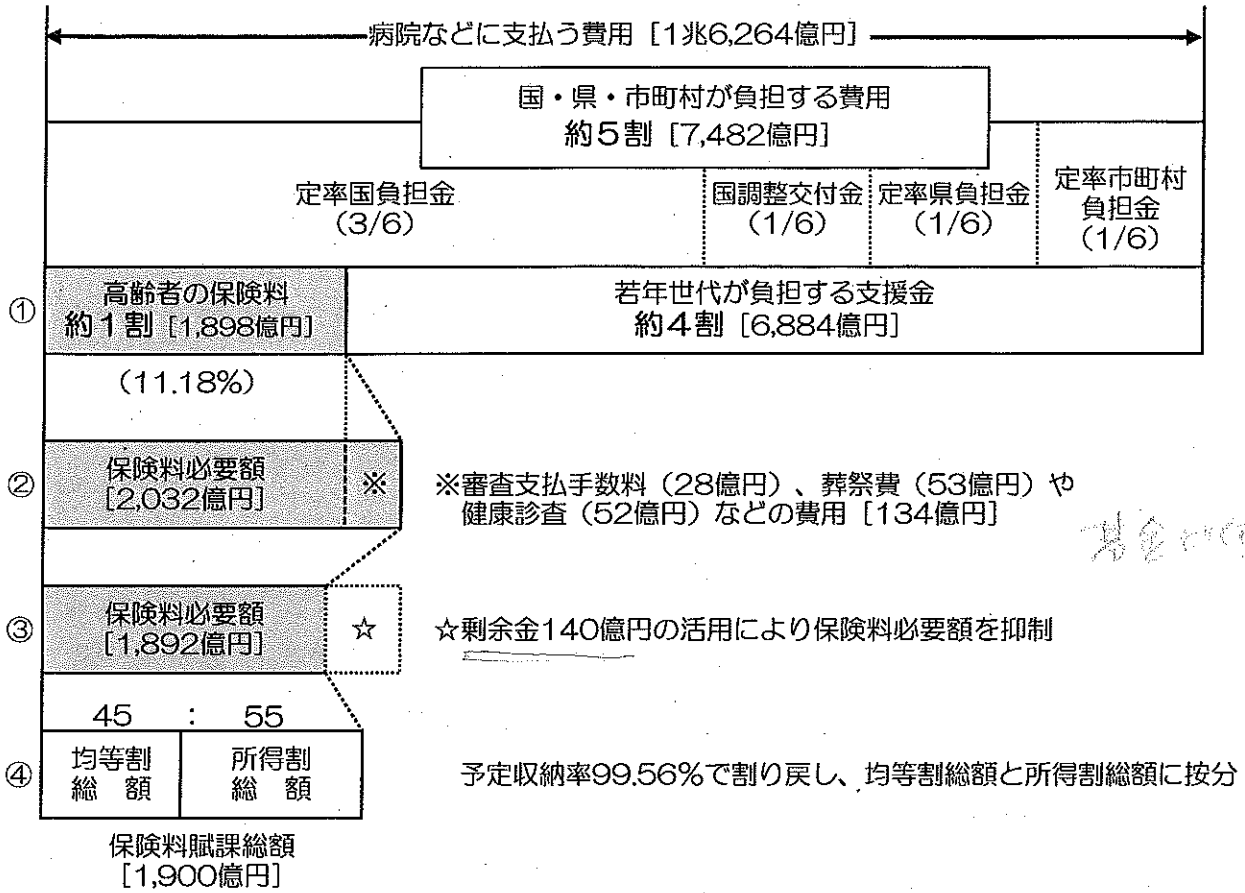 病院などに支払う費用［1兆6,264億円］
国・県・市町村が負担する費用
約5割［7,482億円］
定率国負担金
（3/6）
国調整交付金
（1/6）
定率県負担金
（1/6）
定率市町村
負担金
（1/6）
①
高齢者の保険料
約1割［1,898億円］
若年世代が負担する支援金
約4割［6,884億円］
（11.18%）
②
保険料必要額
［2,032億円］
※
※審査支払手数料（28億円）、葬祭費（53億円）や
健康診査（52億円）などの費用［134億円］
③
保険料必要額
［1,892億円］
☆
☆剰余金140億円の活用により保険料必要額を抑制
45 : 55
④
均等割
総　額
所得割
総　額
予定収納率99.56%で割り戻し、均等割総額と所得割総額に按分
保険料賦課総額
［1,900億円］